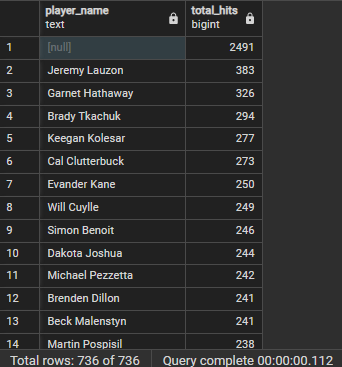 player_name total_hits
text bigint
1 [null] 2491
2 Jeremy Lauzon 383
3 Garnet Hathaway 326
4 Brady Tkachuk 294
5 Keegan Kolesar 277
6 Cal Clutterbuck 273
7 Evander Kane 250
8 Will Cuylle 249
9 Simon Benoit 246
10 Dakota Joshua 244
11 Michael Pezzetta 242
12 Brenden Dillon 241
13 Beck Malenstyn 241
14 Martin Pospisil 238
Total rows: 736 of 736 Query complete 00:00:00.112